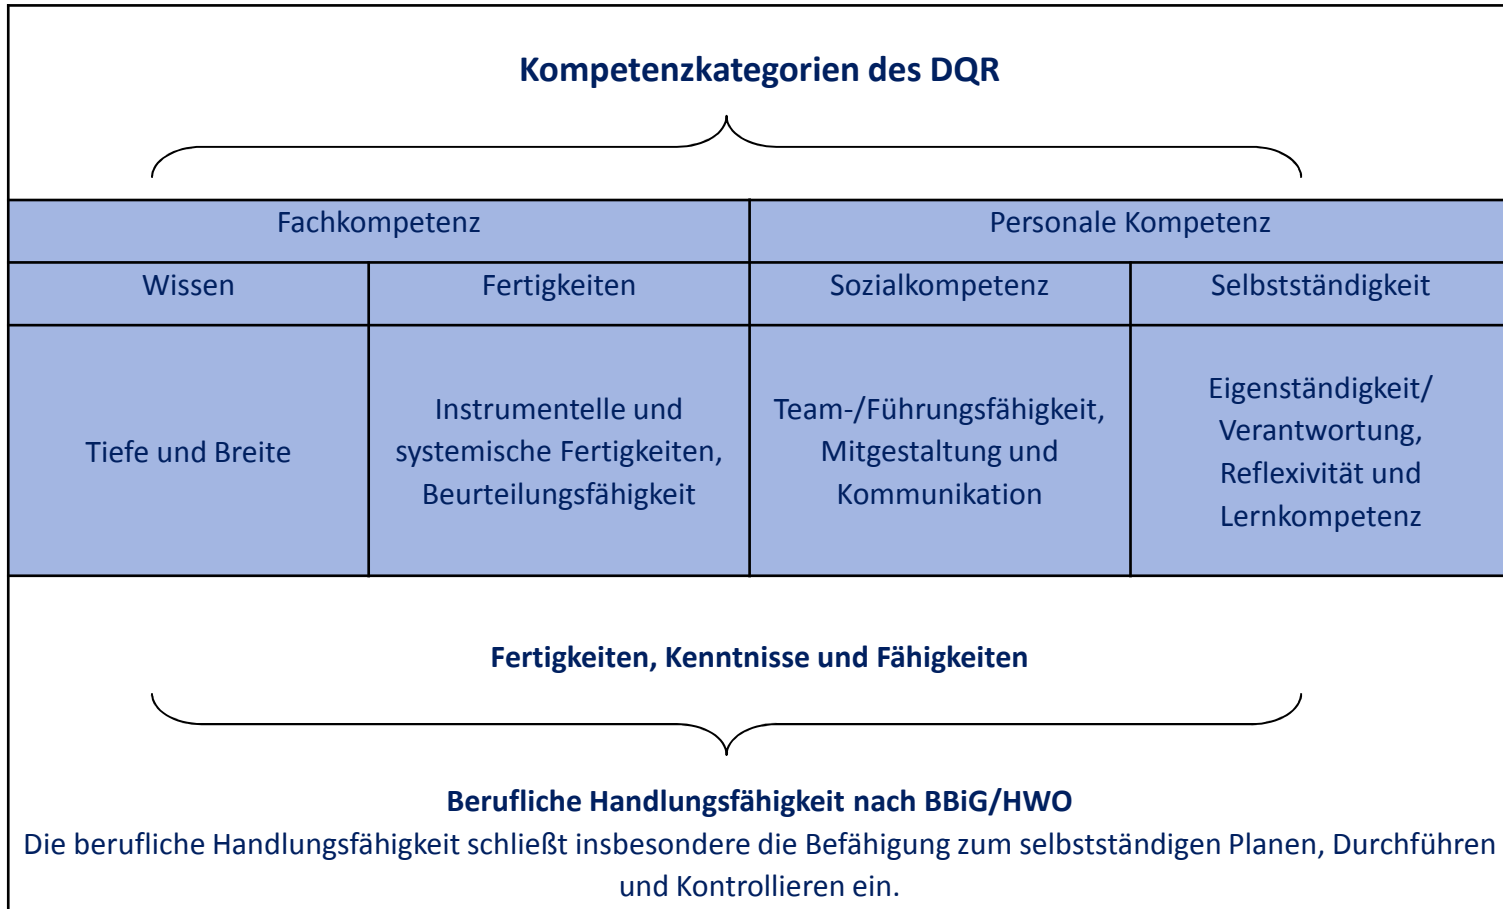 Kompetenzkategorien des DQR
Fachkompetenz
Personale Kompetenz
Wissen
Fertigkeiten
Sozialkompetenz
Selbstständigkeit
Tiefe und Breite
Instrumentelle und
systemische Fertigkeiten,
Beurteilungsfähigkeit
Team-/Führungsfähigkeit,
Mitgestaltung und
Kommunikation
Eigenständigkeit/
Verantwortung,
Reflexivität und
Lernkompetenz
Fertigkeiten, Kenntnisse und Fähigkeiten
Berufliche Handlungsfähigkeit nach BBiG/HWO
Die berufliche Handlungsfähigkeit schließt insbesondere die Befähigung zum selbstständigen Planen, Durchführen
und Kontrollieren ein.